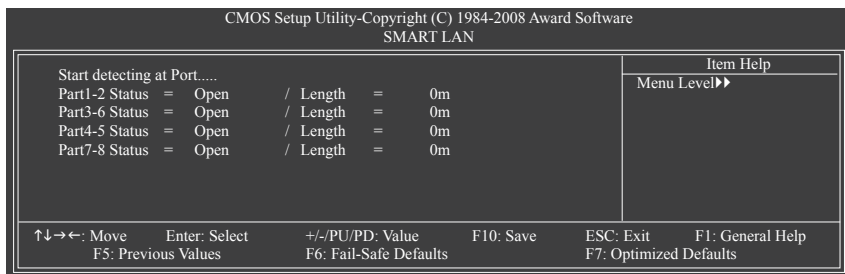 CMOS Setup Utility-Copyright (C) 1984-2008 Award Software
SMART LAN
Start detecting at Port.....
Part1-2 Status = Open / Length = 0m
Part3-6 Status = Open / Length = 0m
Part4-5 Status = Open / Length = 0m
Part7-8 Status = Open / Length = 0m
Item Help
Menu Level▶▶
↑↓→←: Move Enter: Select +/-/PU/PD: Value F10: Save ESC: Exit F1: General Help
F5: Previous Values F6: Fail-Safe Defaults F7: Optimized Defaults